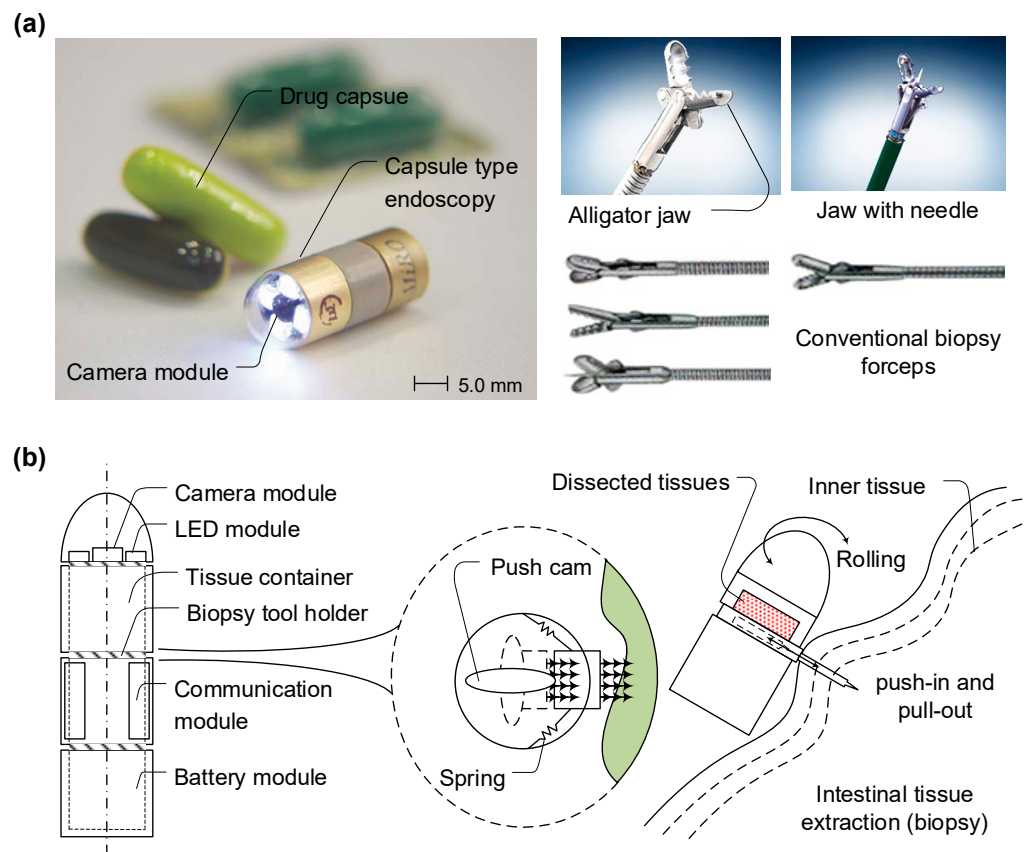 (a)
Drug capsue
Capsule type
endoscopy
Camera module
5.0 mm
MiRO
Alligator jaw
Jaw with needle
Conventional biopsy
forceps
(b)
Camera module
LED module
Tissue container
Biopsy tool holder
Communication
module
Battery module
Push cam
Spring
Dissected tissues
Inner tissue
Rolling
push-in and
pull-out
Intestinal tissue
extraction (biopsy)